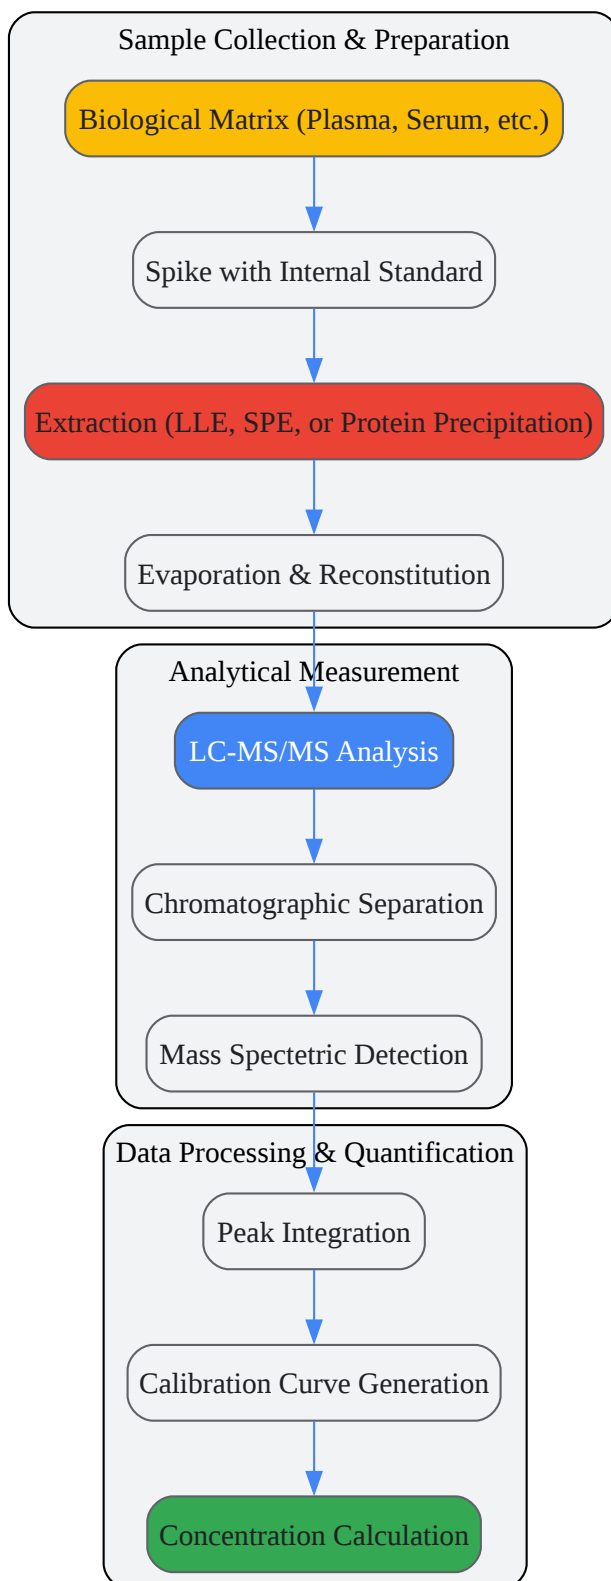 Sample Collection & Preparation
Biological Matrix (Plasma, Serum, etc.)
Spike with Internal Standard
Extraction (LLE, SPE, or Protein Precipitation)
Evaporation & Reconstitution
Analytical Measurement
LC-MS/MS Analysis
Chromatographic Separation
Mass Spectetric Detection
Data Processing & Quantification
Peak Integration
Calibration Curve Generation
Concentration Calculation